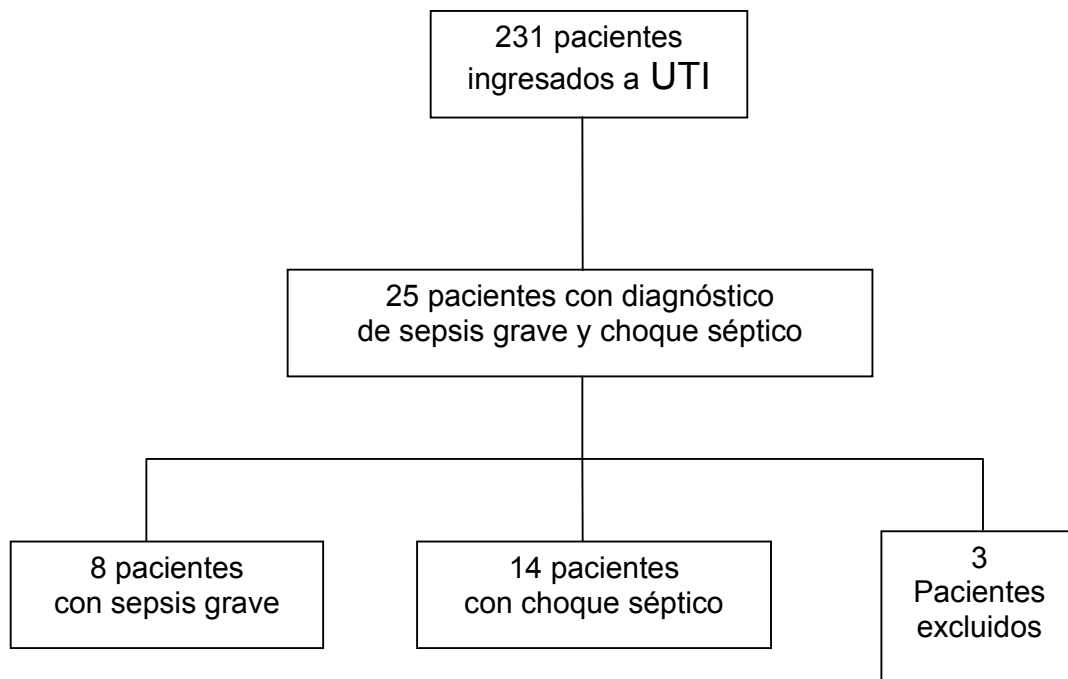 231 pacientes
ingresados a UTI
25 pacientes con diagnóstico
de sepsis grave y choque séptico
8 pacientes
con sepsis grave
14 pacientes
con choque séptico
3
Pacientes
excluidos